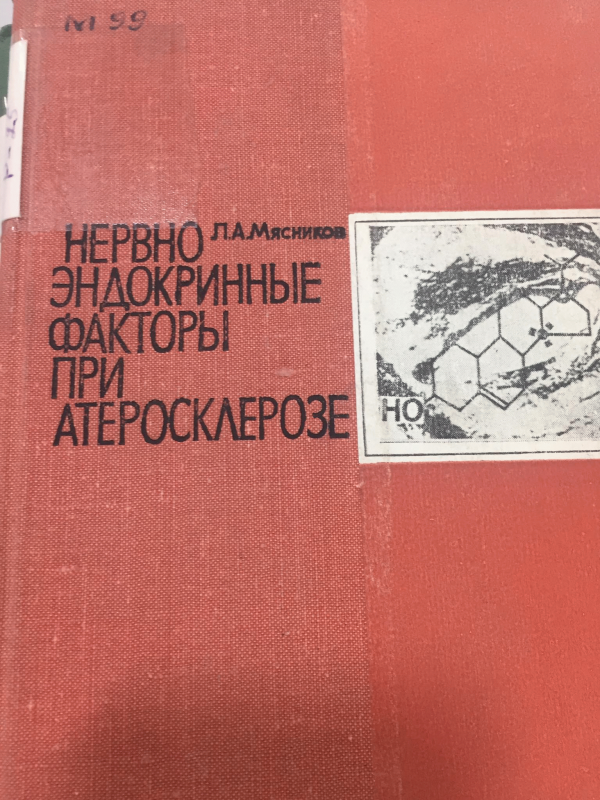 М 99
Л.А.Мясников
НЕРВНО
ЭНДОКРИННЫЕ
ФАКТОРЫ
ПРИ
АТЕРОСКЛЕРОЗЕ
HO